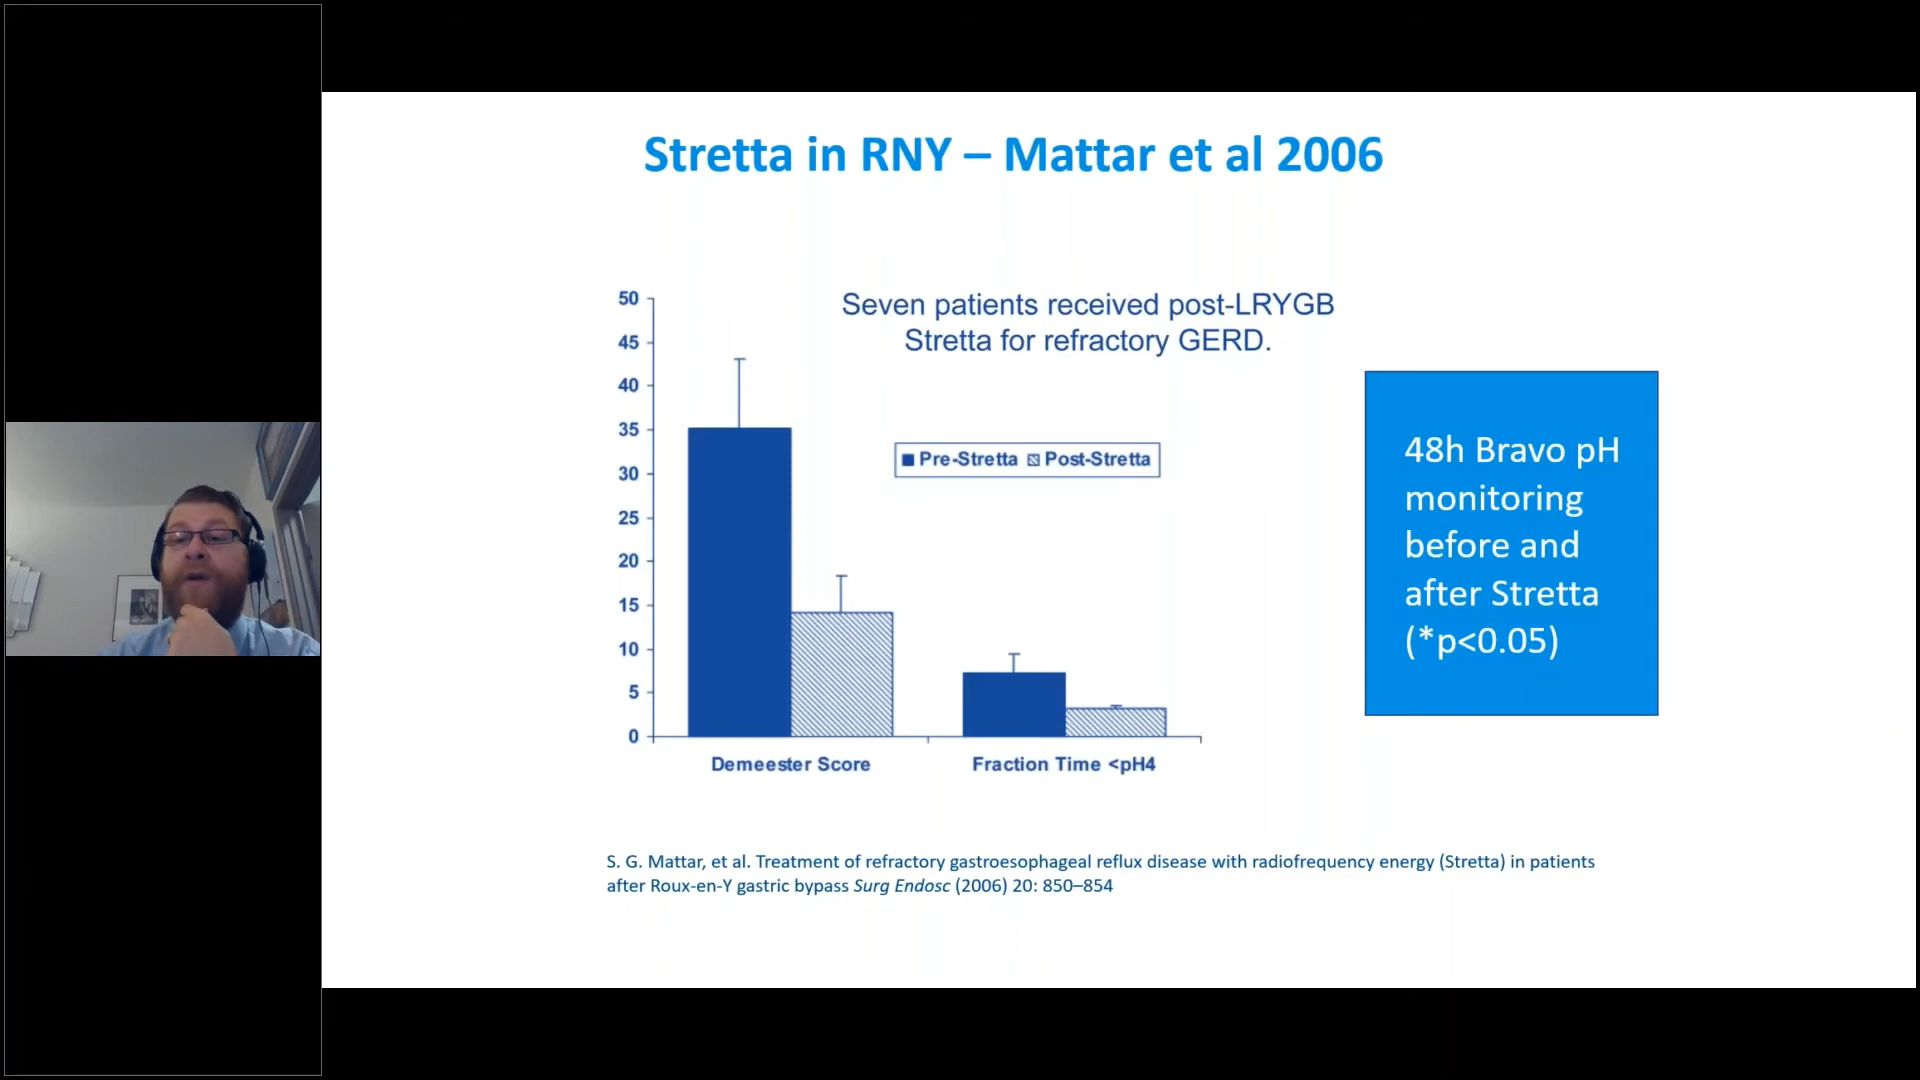 Stretta in RNY – Mattar et al 2006
Seven patients received post-LRYGB
Stretta for refractory GERD.
50
45
40
35
30
25
20
15
10
5
0
Pre-Stretta Post-Stretta
Demeester Score
Fraction Time <pH4
48h Bravo pH
monitoring
before and
after Stretta
(*p<0.05)
S. G. Mattar, et al. Treatment of refractory gastroesophageal reflux disease with radiofrequency energy (Stretta) in patients
after Roux-en-Y gastric bypass Surg Endosc (2006) 20: 850–854